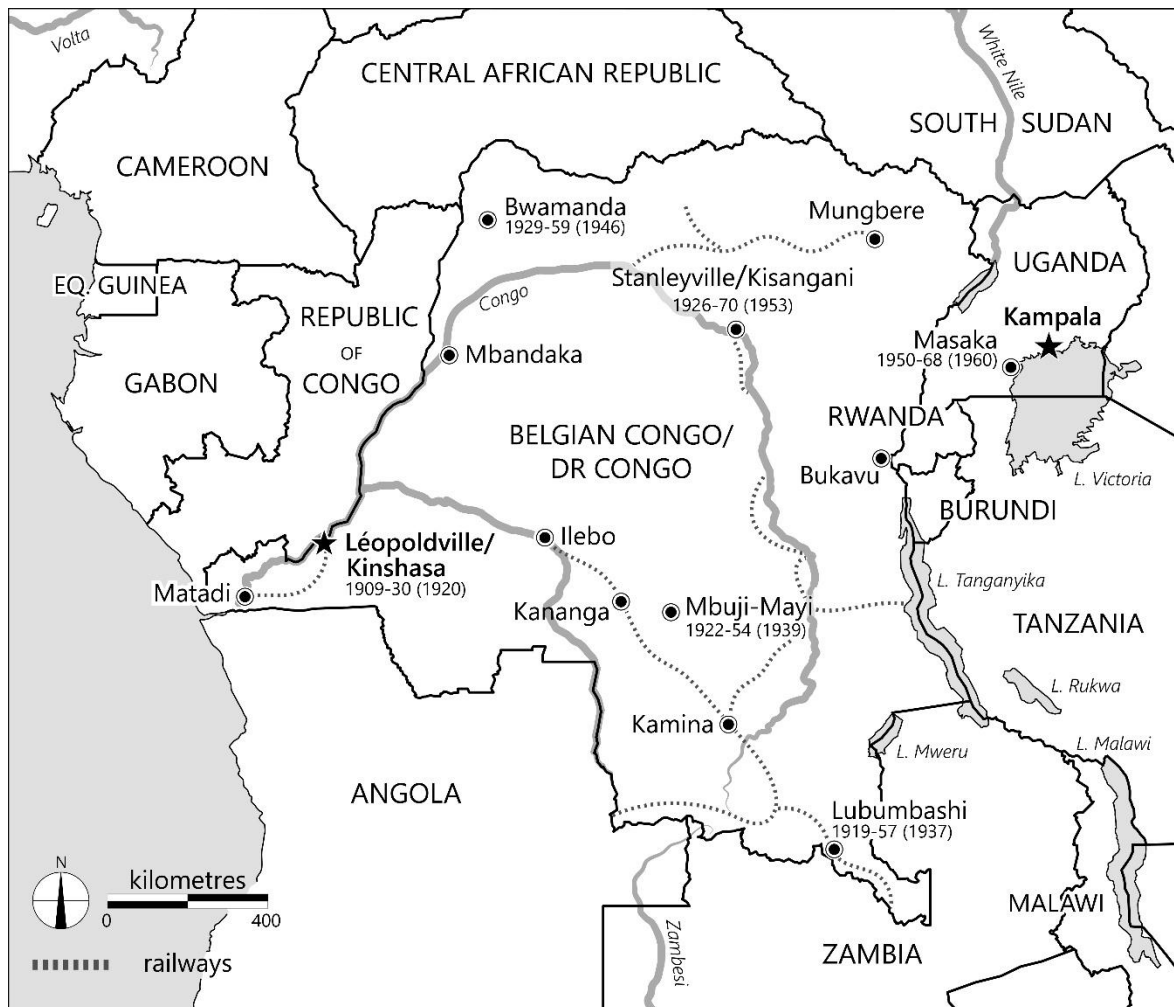 Volta
CENTRAL AFRICAN REPUBLIC
White Nile
SOUTH SUDAN
CAMEROON
Bwamanda
1929-59 (1946)
Mungbere
UGANDA
EQ. GUINEA
Congo
Stanleyville/Kisangani
1926-70 (1953)
REPUBLIC
OF
CONGO
Kampala
Masaka
1950-68 (1960)
Mbandaka
GABON
RWANDA
BELGIAN CONGO/
DR CONGO
Bukavu
L. Victoria
BURUNDI
Léopoldville/
Kinshasa
1909-30 (1920)
Ilebo
L. Tanganyika
Matadi
Kananga
Mbuji-Mayi
1922-54 (1939)
TANZANIA
L. Rukwa
Kamina
L. Mweru
L. Malawi
ANGOLA
Lubumbashi
1919-57 (1937)
N
kilometres
0 400
MALAWI
Zambesi
ZAMBIA
railways